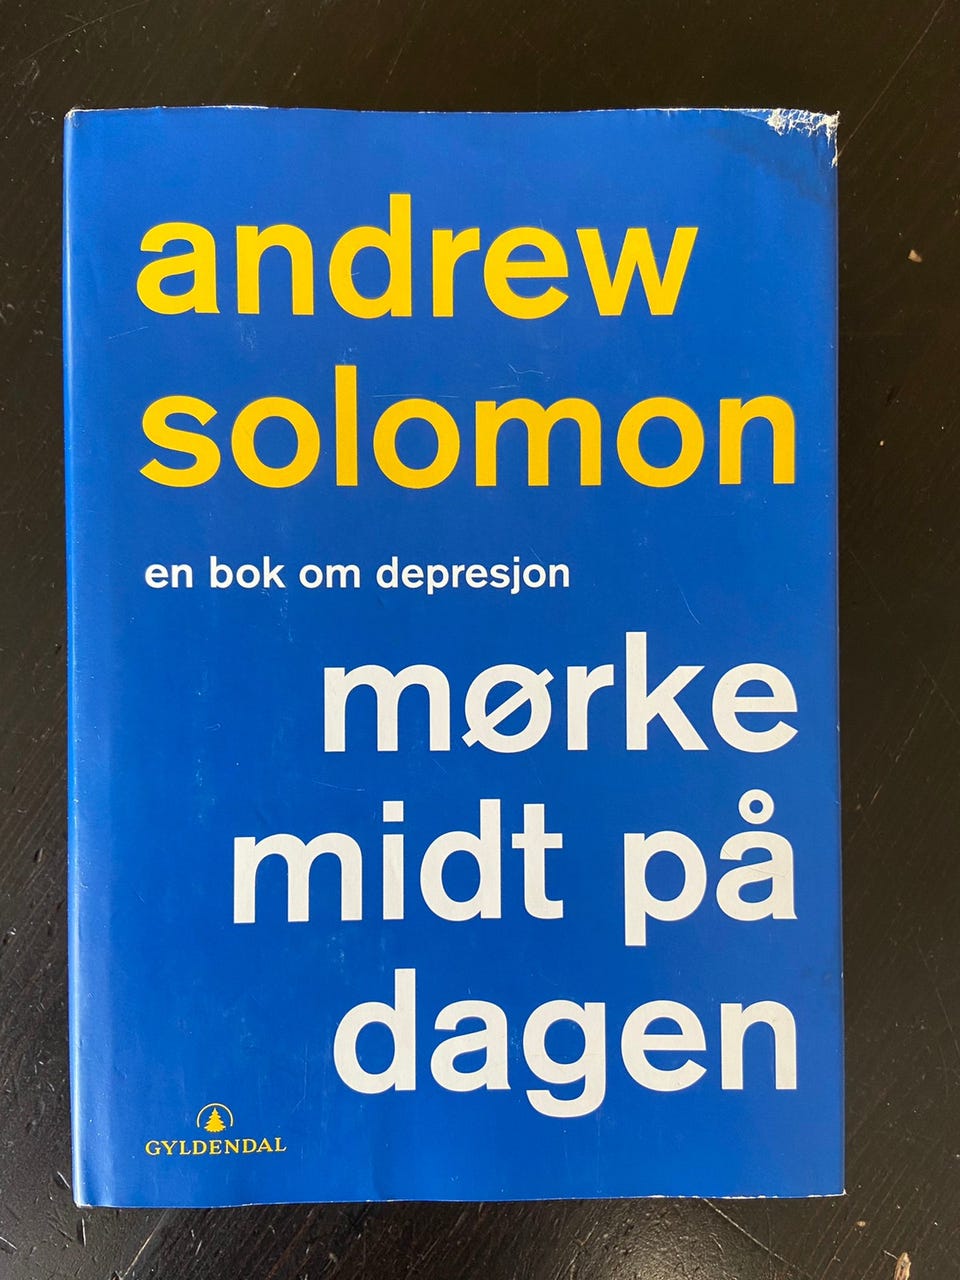 andrew
solomon
en bok om depresjon
mørke
midt på
dagen
GYLDENDAL